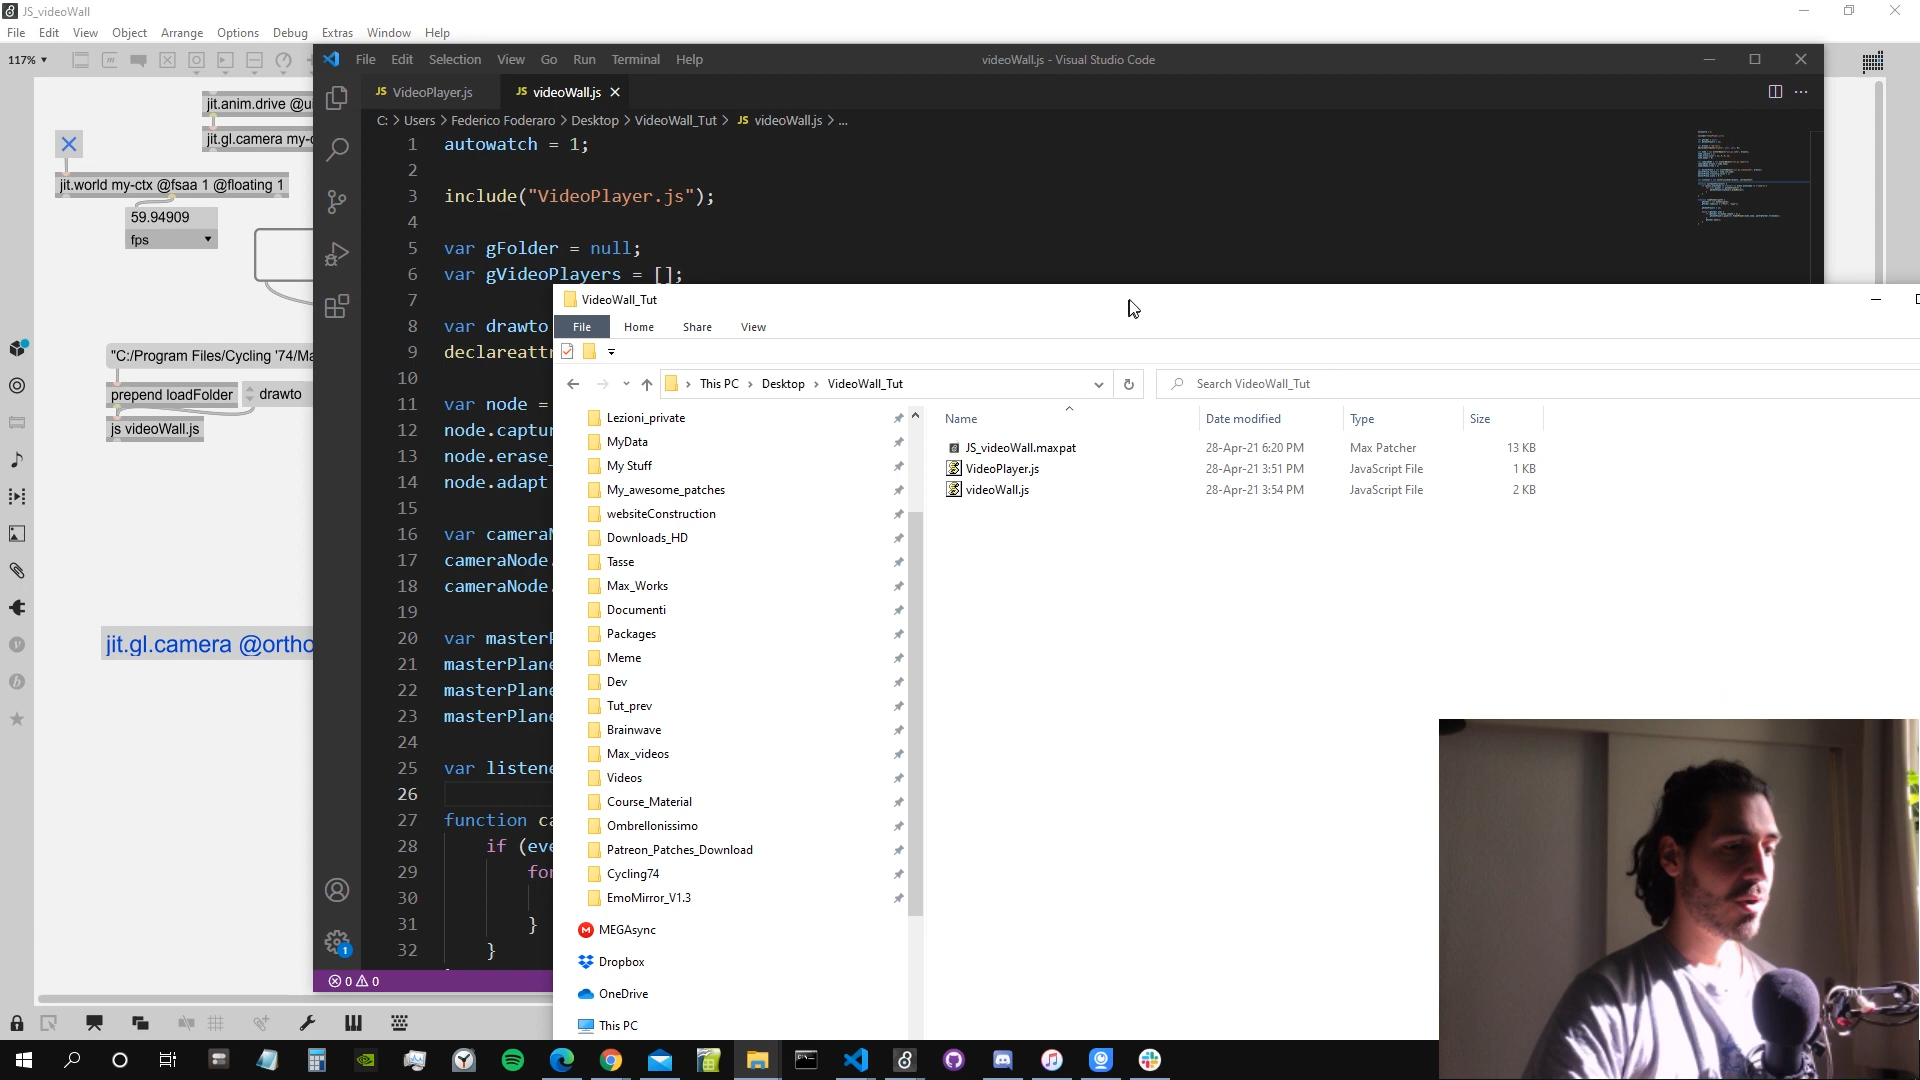 JS_videoWall
File Edit View Object Arrange Options Debug Extras Window Help
117%
jit.anim.drive @u
jit.gl.camera my-
jit.world my-ctx @fsaa 1 @floating 1
59.94909
fps
"C:/Program Files/Cycling '74/Ma
prepend loadFolder
drawto
js videoWall.js
jit.gl.camera @ortho
File Edit Selection View Go Run Terminal Help
videoWall.js - Visual Studio Code
JS VideoPlayer.js
JS videoWall.js
C: > Users > Federico Foderaro > Desktop > VideoWall_Tut > JS videoWall.js > ...
1 autowatch = 1;
2
3 include("VideoPlayer.js");
4
5 var gFolder = null;
6 var gVideoPlayers = [];
7
8 var drawto
9 declareattr
10
11 var node =
12 node.captur
13 node.erase_
14 node.adapt
15
16 var cameraN
17 cameraNode.
18 cameraNode.
19
20 var masterP
21 masterPlane
22 masterPlane
23 masterPlane
24
25 var listene
26
27 function ca
28 if (eve
29 for
30
31 }
32 }
0 0
1
VideoWall_Tut
File Home Share View
This PC > Desktop > VideoWall_Tut
Search VideoWall_Tut
Lezioni_private
MyData
My Stuff
My_awesome_patches
websiteConstruction
Downloads_HD
Tasse
Max_Works
Documenti
Packages
Meme
Dev
Tut_prev
Brainwave
Max_videos
Videos
Course_Material
Ombrellonissimo
Patreon_Patches_Download
Cycling74
EmoMirror_V1.3
MEGAsync
Dropbox
OneDrive
This PC
Name Date modified Type Size
JS_videoWall.maxpat 28-Apr-21 6:20 PM Max Patcher 13 KB
VideoPlayer.js 28-Apr-21 3:51 PM JavaScript File 1 KB
videoWall.js 28-Apr-21 3:54 PM JavaScript File 2 KB